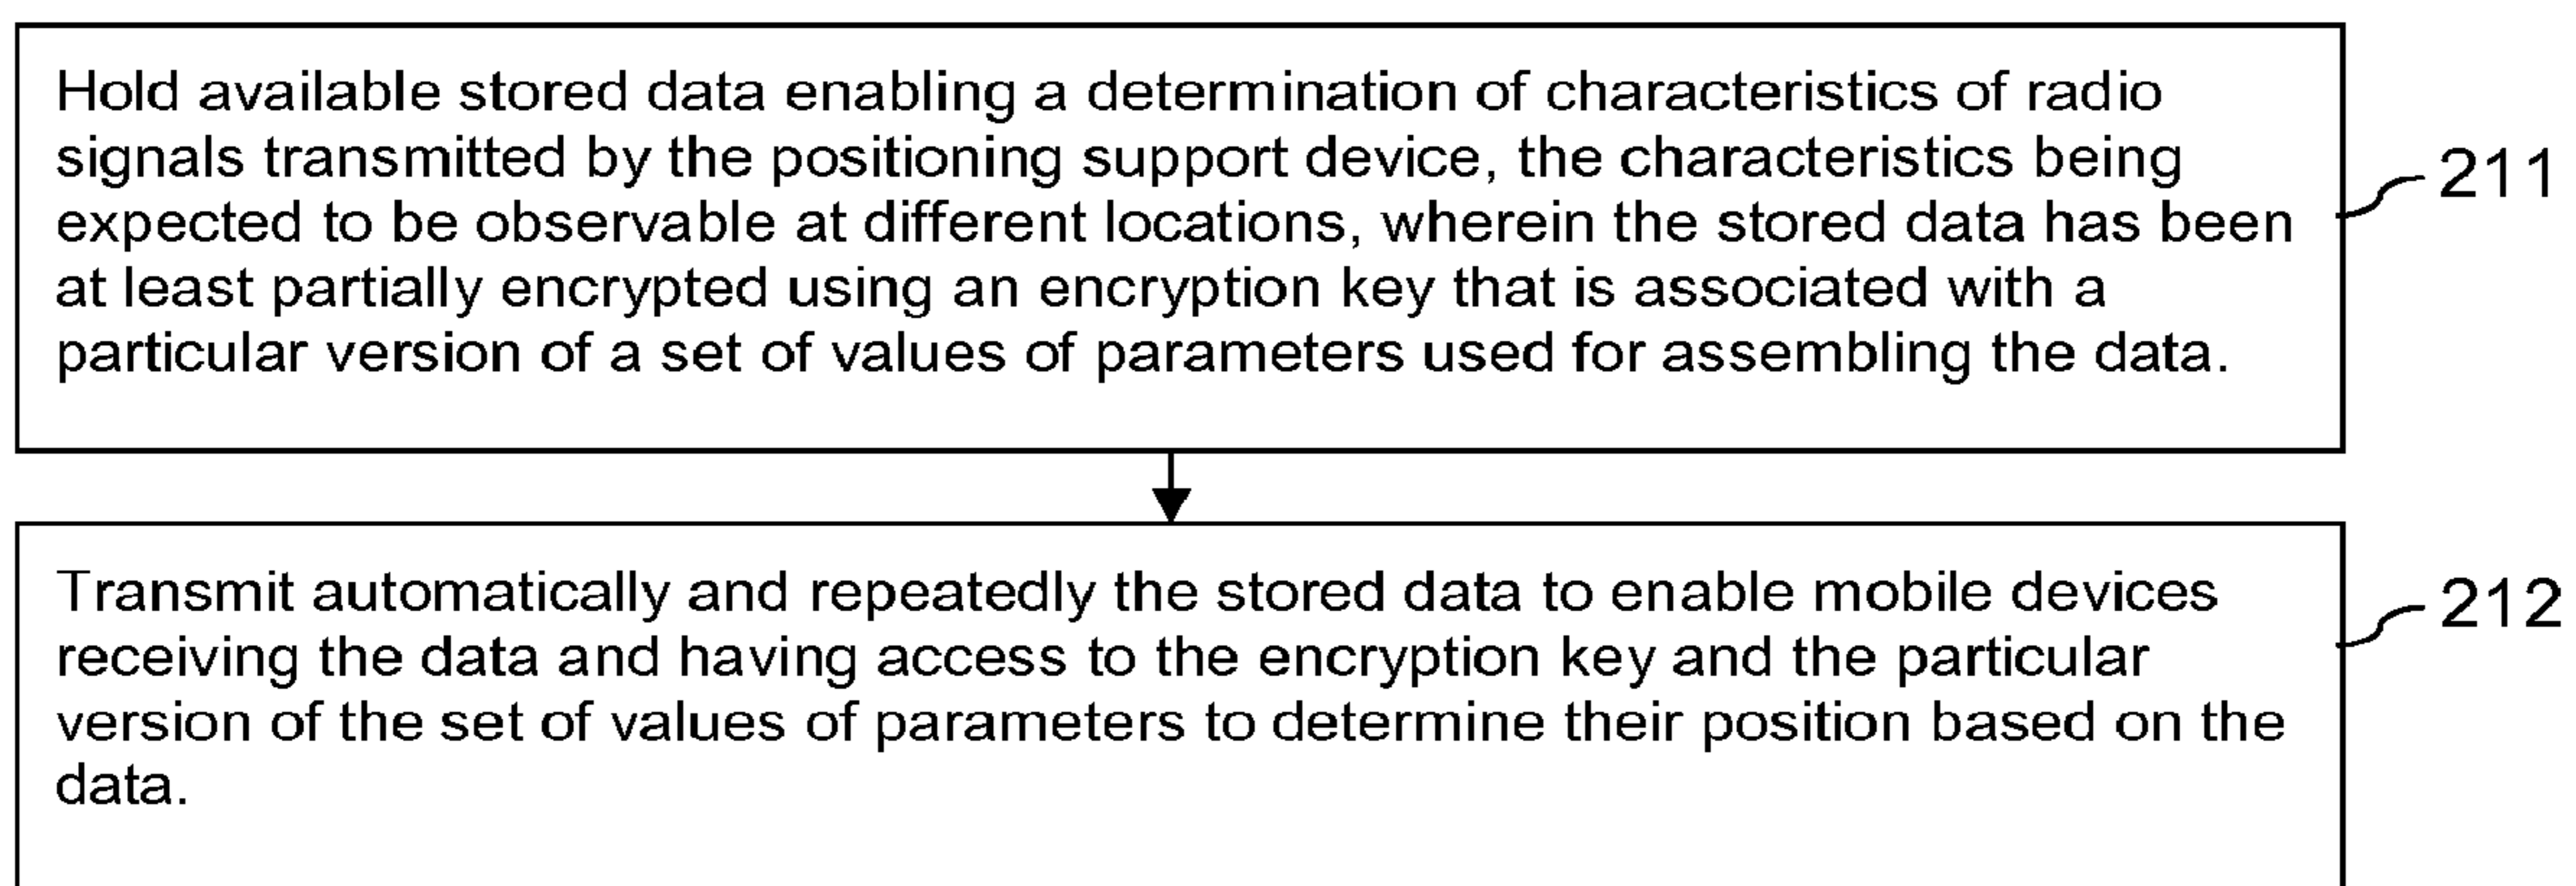 Hold available stored data enabling a determination of characteristics of radio
signals transmitted by the positioning support device, the characteristics being
expected to be observable at different locations, wherein the stored data has been
at least partially encrypted using an encryption key that is associated with a
particular version of a set of values of parameters used for assembling the data.
211
Transmit automatically and repeatedly the stored data to enable mobile devices
receiving the data and having access to the encryption key and the particular
version of the set of values of parameters to determine their position based on the
data.
212